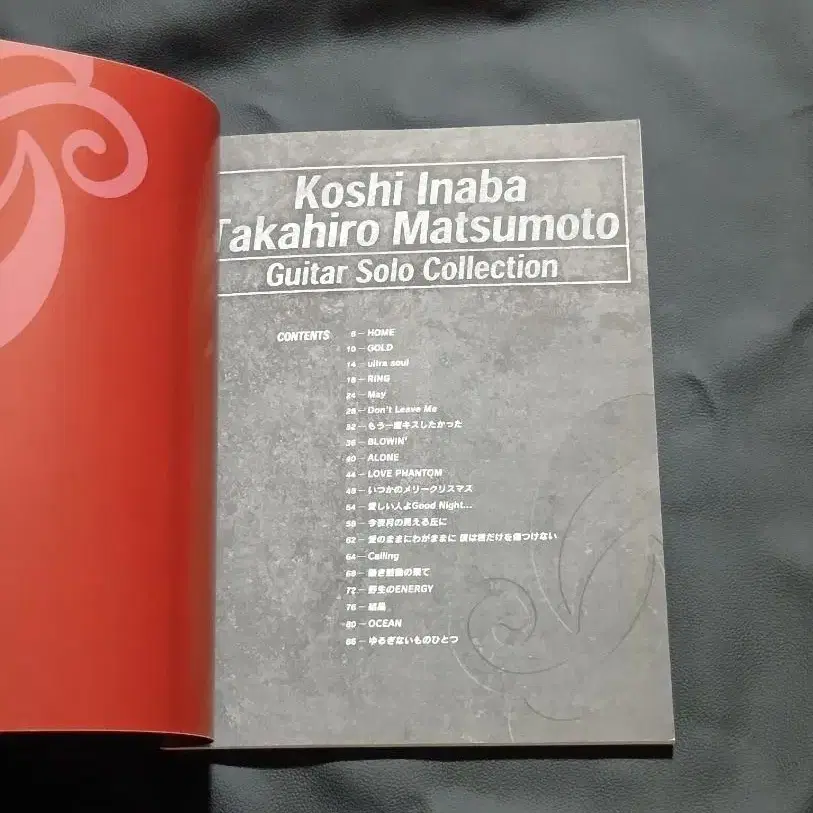 Koshi Inaba
Takahiro Matsumoto
Guitar Solo Collection
CONTENTS
6 – HOME
10 – GOLD
14 – ultra soul
18 – RING
24 – May
28 – Don't Leave Me
32 – もう一度キスしたかった
36 – BLOWIN'
40 – ALONE
44 – LOVE PHANTOM
48 – いつかのメリークリスマス
54 – 愛しい人よGood Night...
58 – 今夜月の見える丘に
62 – 愛のままにわがままに 僕は君だけを傷つけない
64 – Calling
68 – 熱き鼓動の果て
72 – 野生のENERGY
76 – 結晶
80 – OCEAN
86 – ゆるぎないものひとつ